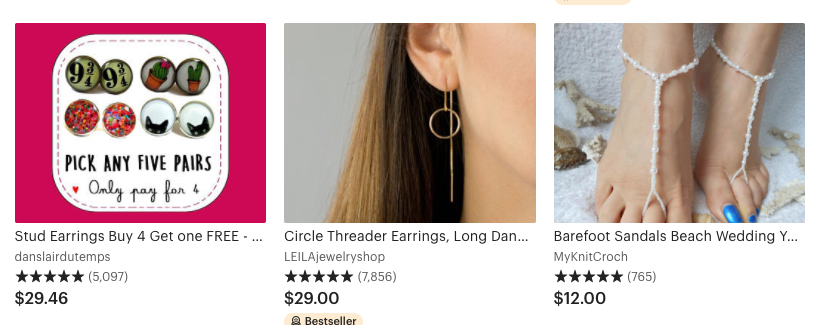 9 3/4 9 3/4
PICK ANY FIVE PAIRS
Only pay for 4
Stud Earrings Buy 4 Get one FREE - ...
danslairdutemps
(5,097)
$29.46
Circle Threader Earrings, Long Dan...
LEILAjewelryshop
(7,856)
$29.00
Bestseller
Barefoot Sandals Beach Wedding Y...
MyKnitCroch
(765)
$12.00